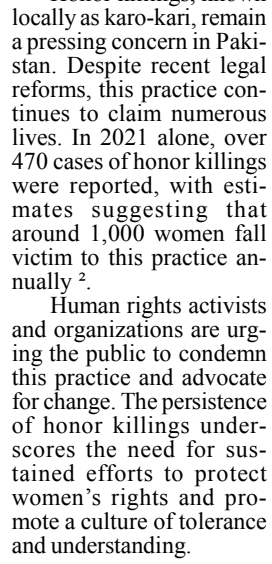 locally as karo-kari, remain
a pressing concern in Paki-
stan. Despite recent legal
reforms, this practice con-
tinues to claim numerous
lives. In 2021 alone, over
470 cases of honor killings
were reported, with esti-
mates suggesting that
around 1,000 women fall
victim to this practice an-
nually ².
Human rights activists
and organizations are urg-
ing the public to condemn
this practice and advocate
for change. The persistence
of honor killings under-
scores the need for sus-
tained efforts to protect
women's rights and pro-
mote a culture of tolerance
and understanding.